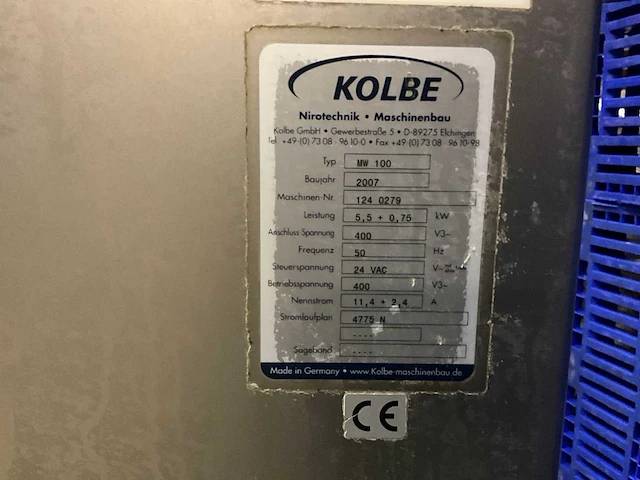 KOLBE
Nirotechnik • Maschinenbau
Kolbe GmbH • Gewerbestraße 5 • D-89275 Elchingen
Tel. +49-(0) 73 08 - 96 10-0 • Fax +49-(0) 73 08 - 96 10-98
Typ MW 100
Baujahr 2007
Maschinen-Nr. 124 0279
Leistung 5,5 + 0,75 kW
Anschluss-Spannung 400 V3~
Frequenz 50 Hz
Steuerspannung 24 VAC V~
Betriebsspannung 400 V3~
Nennstrom 11,4 + 2,4 A
Stromlaufplan 4775 N
----
Sägeband ----
Made in Germany • www.Kolbe-maschinenbau.de
CE